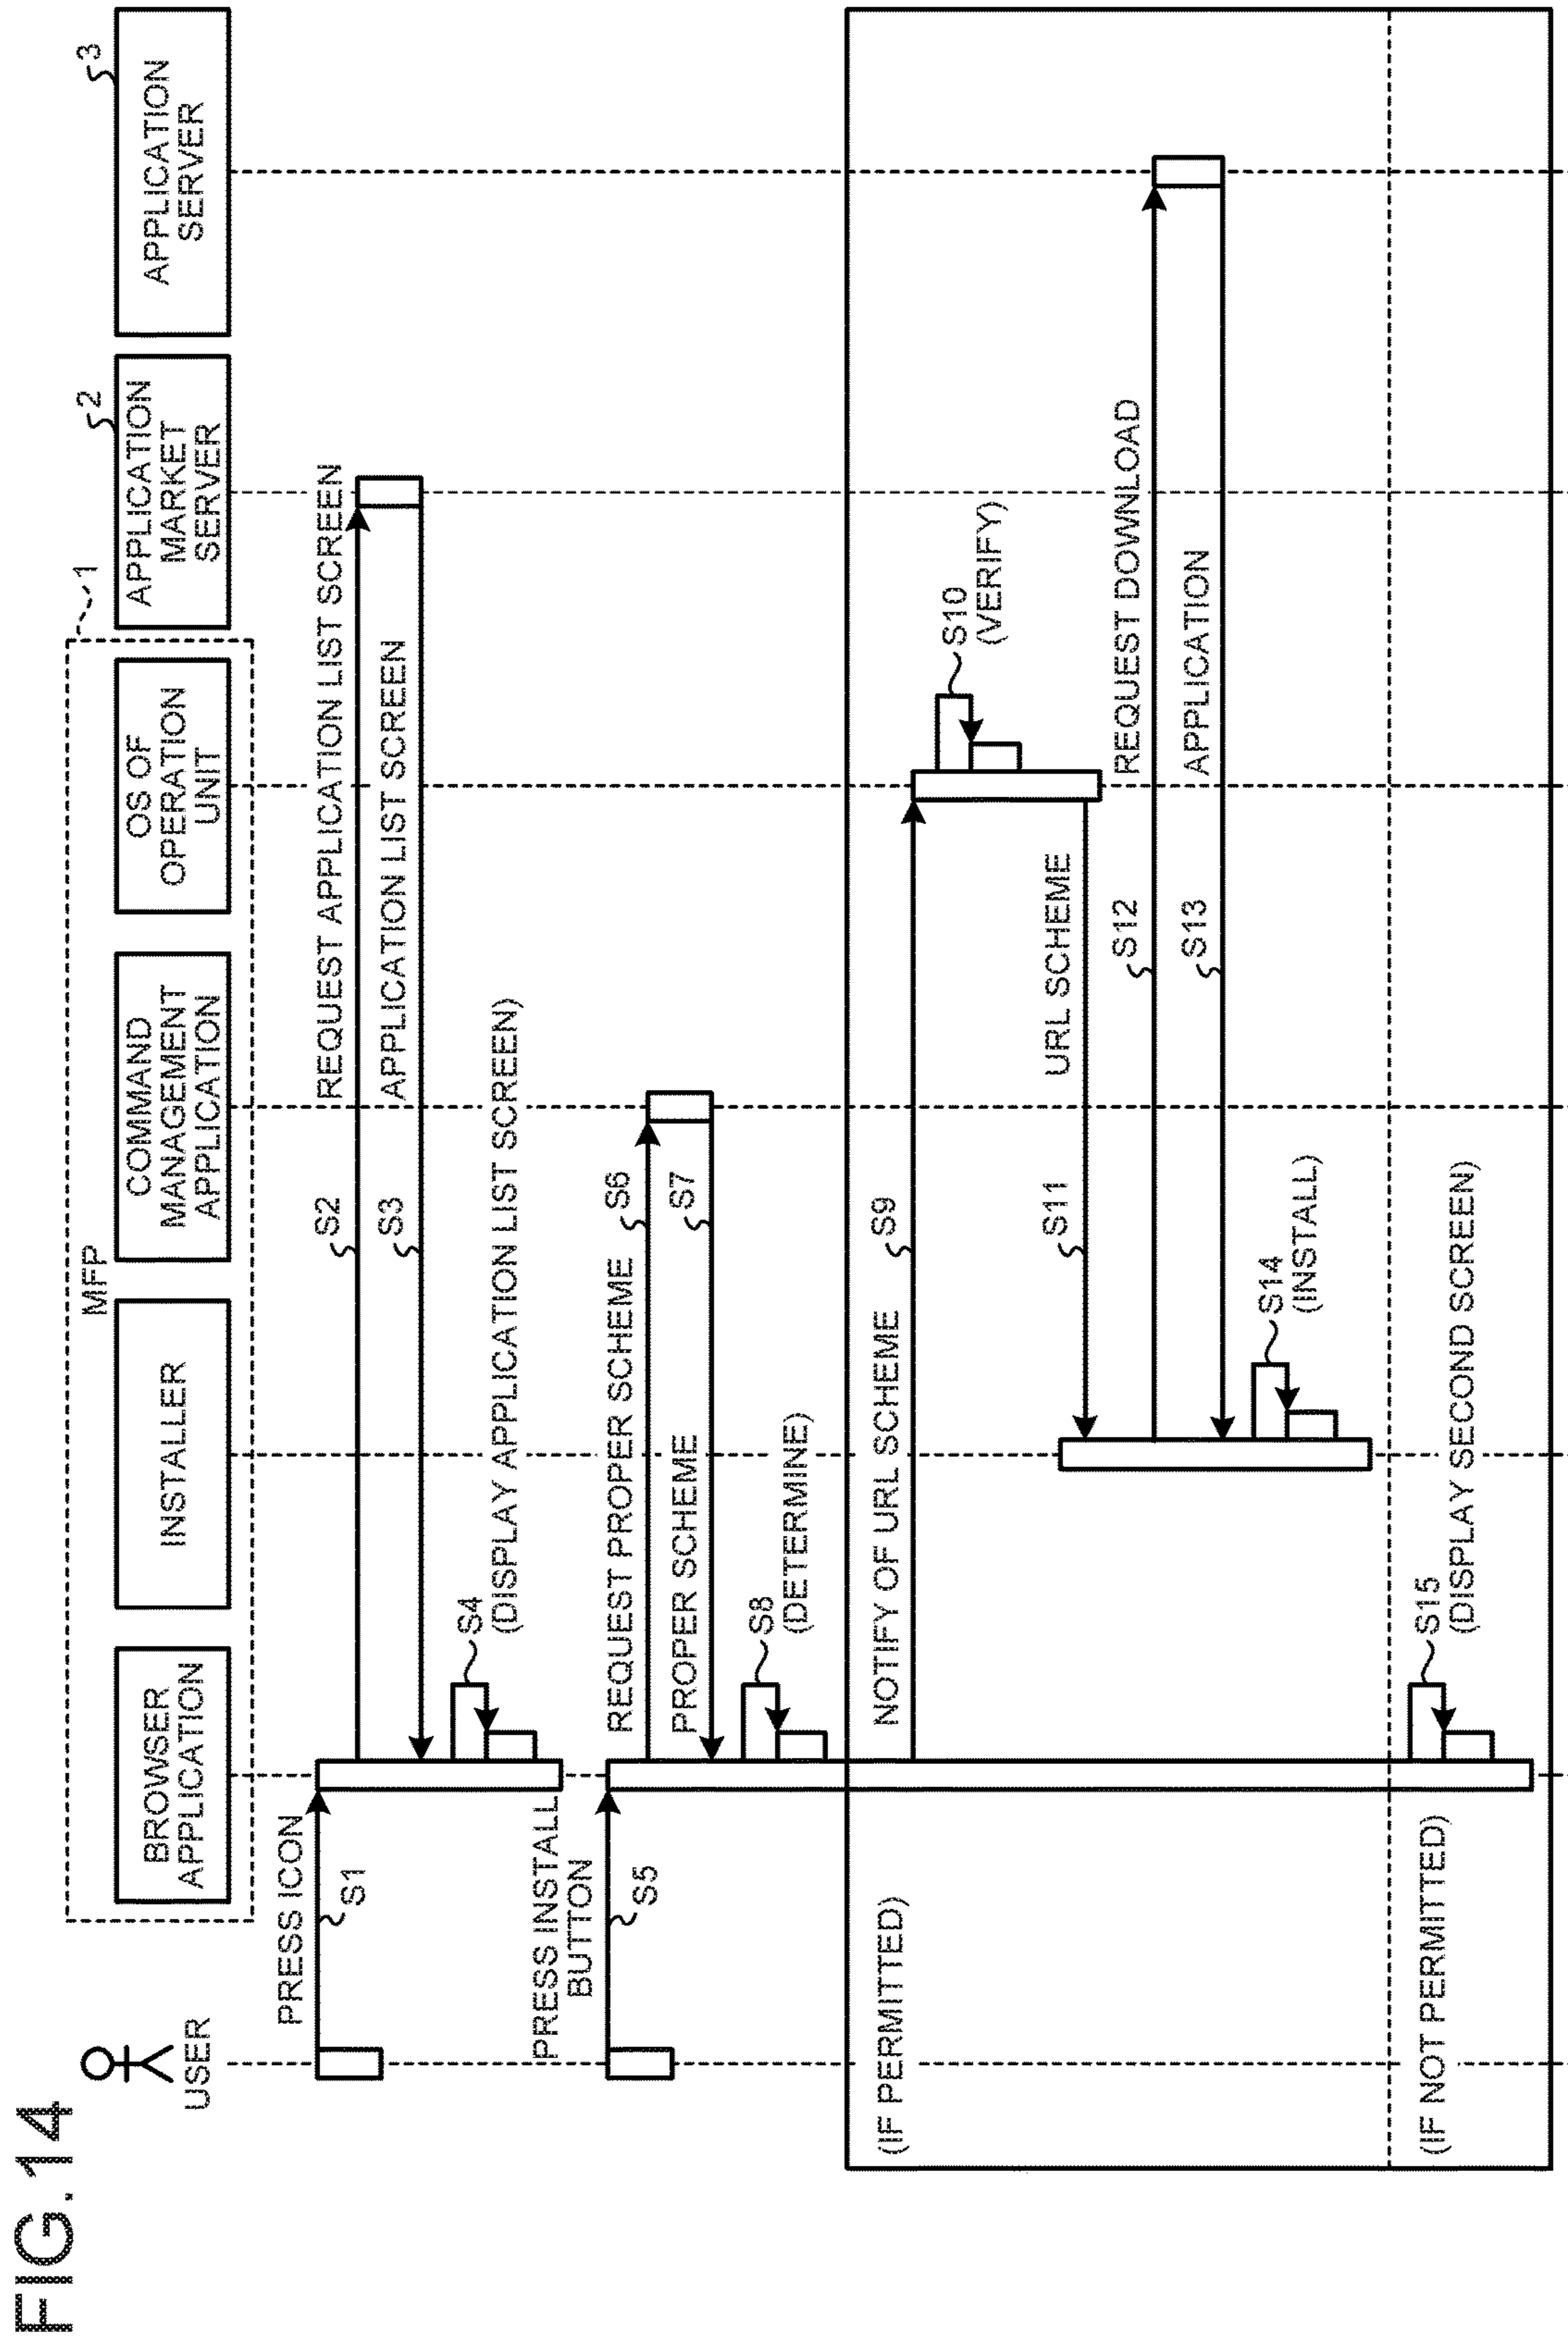 FIG.14
USER
MFP
1
BROWSER
APPLICATION
INSTALLER
COMMAND
MANAGEMENT
APPLICATION
OS OF
OPERATION
UNIT
APPLICATION
MARKET
SERVER
2
APPLICATION
SERVER
3
PRESS ICON
S1
S2
REQUEST APPLICATION LIST SCREEN
S3
APPLICATION LIST SCREEN
S4
(DISPLAY APPLICATION LIST SCREEN)
PRESS INSTALL
BUTTON
S5
REQUEST PROPER SCHEME
S6
PROPER SCHEME
S7
S8
(DETERMINE)
(IF PERMITTED)
NOTIFY OF URL SCHEME
S9
S10
(VERIFY)
S11
URL SCHEME
S12
REQUEST DOWNLOAD
S13
APPLICATION
S14
(INSTALL)
(IF NOT PERMITTED)
S15
(DISPLAY SECOND SCREEN)